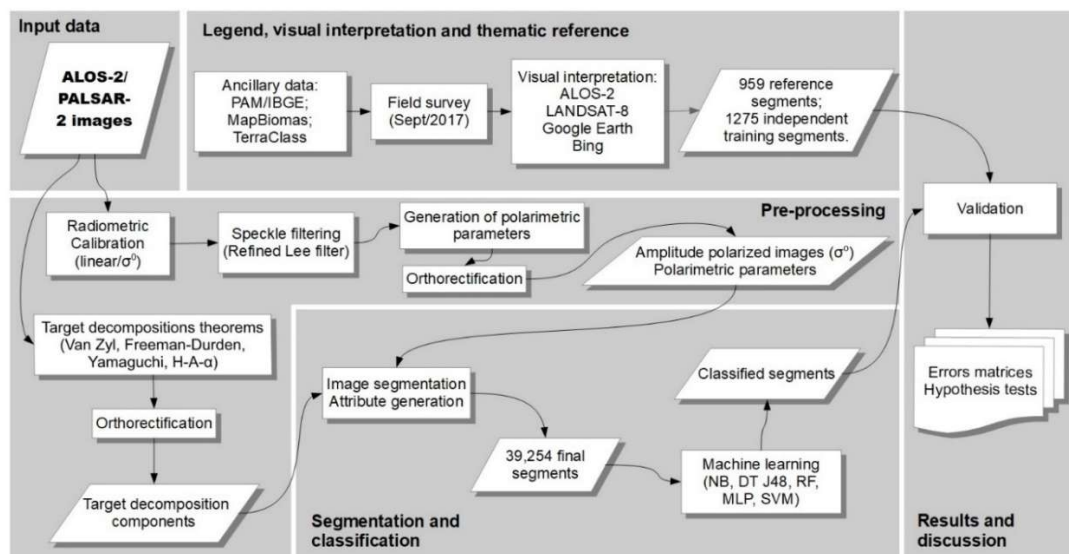 Input data
ALOS-2/
PALSAR-
2 images
Legend, visual interpretation and thematic reference
Ancillary data:
PAM/IBGE;
MapBiomas;
TerraClass
Field survey
(Sept/2017)
Visual interpretation:
ALOS-2
LANDSAT-8
Google Earth
Bing
959 reference
segments;
1275 independent
training segments.
Validation
Pre-processing
Radiometric
Calibration
(linear/σ⁰)
Speckle filtering
(Refined Lee filter)
Generation of polarimetric
parameters
Orthorectification
Amplitude polarized images (σº)
Polarimetric parameters
Target decompositions theorems
(Van Zyl, Freeman-Durden,
Yamaguchi, H-A-α)
Orthorectification
Target decomposition
components
Image segmentation
Attribute generation
39,254 final
segments
Machine learning
(NB, DT J48, RF,
MLP, SVM)
Classified segments
Segmentation and
classification
Errors matrices
Hypothesis tests
Results and
discussion